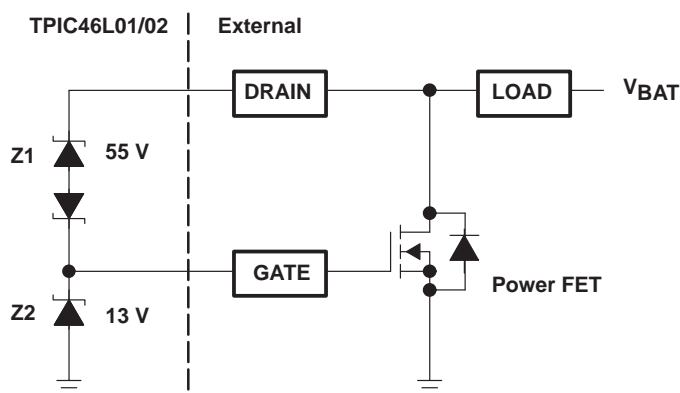 TPIC46L01/02 External
DRAIN LOAD VBAT
Z1 55 V
GATE
Power FET
Z2 13 V